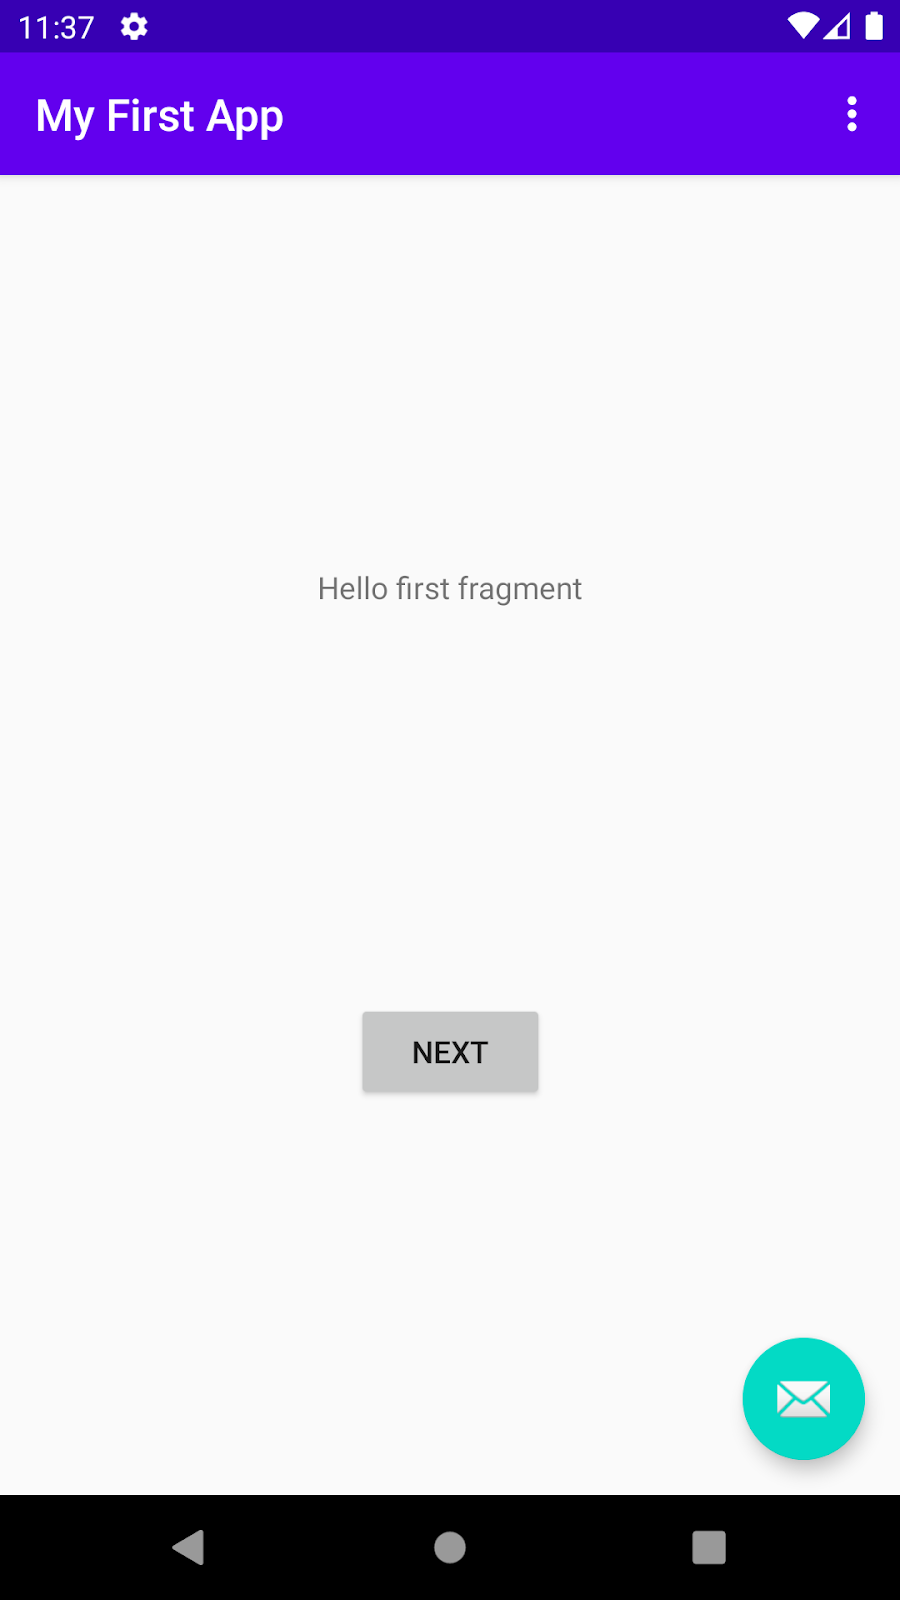 11:37
My First App
Hello first fragment
NEXT